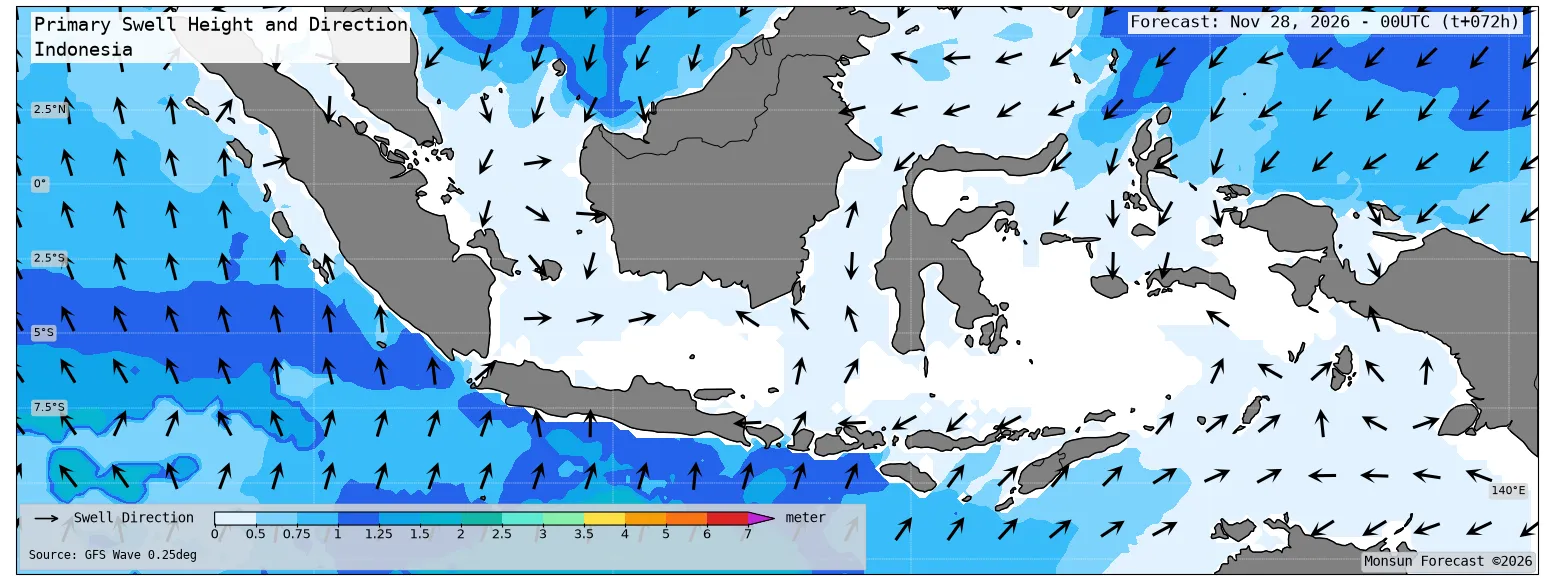 Primary Swell Height and Direction
Indonesia
Forecast: Nov 28, 2026 - 00UTC (t+072h)
2.5°N
0°
2.5°S
5°S
7.5°S
140°E
Swell Direction
0 0.5 0.75 1 1.25 1.5 2 2.5 3 3.5 4 5 6 7
meter
Source: GFS Wave 0.25deg
Monsun Forecast ©2026